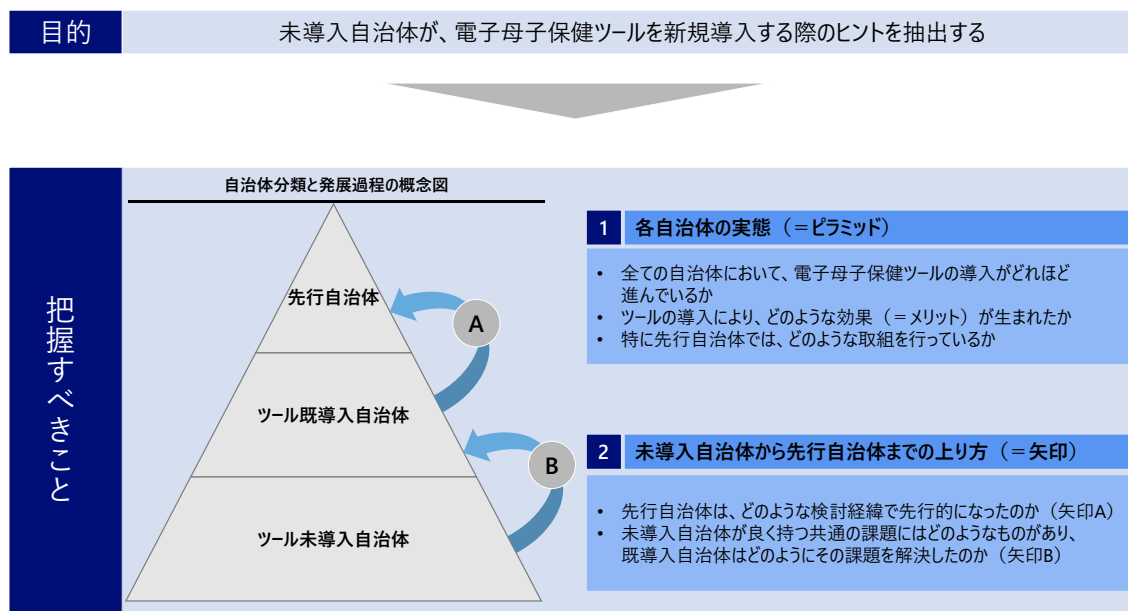 目的
未導入自治体が、電子母子保健ツールを新規導入する際のヒントを抽出する
把握すべきこと
自治体分類と発展過程の概念図
先行自治体
A
ツール既導入自治体
B
ツール未導入自治体
1 各自治体の実態（＝ピラミッド）
• 全ての自治体において、電子母子保健ツールの導入がどれほど
進んでいるか
• ツールの導入により、どのような効果（＝メリット）が生まれたか
• 特に先行自治体では、どのような取組を行っているか
2 未導入自治体から先行自治体までの上り方（＝矢印）
• 先行自治体は、どのような検討経緯で先行的になったのか（矢印A）
• 未導入自治体が良く持つ共通の課題にはどのようなものがあり、
既導入自治体はどのようにその課題を解決したのか（矢印B）